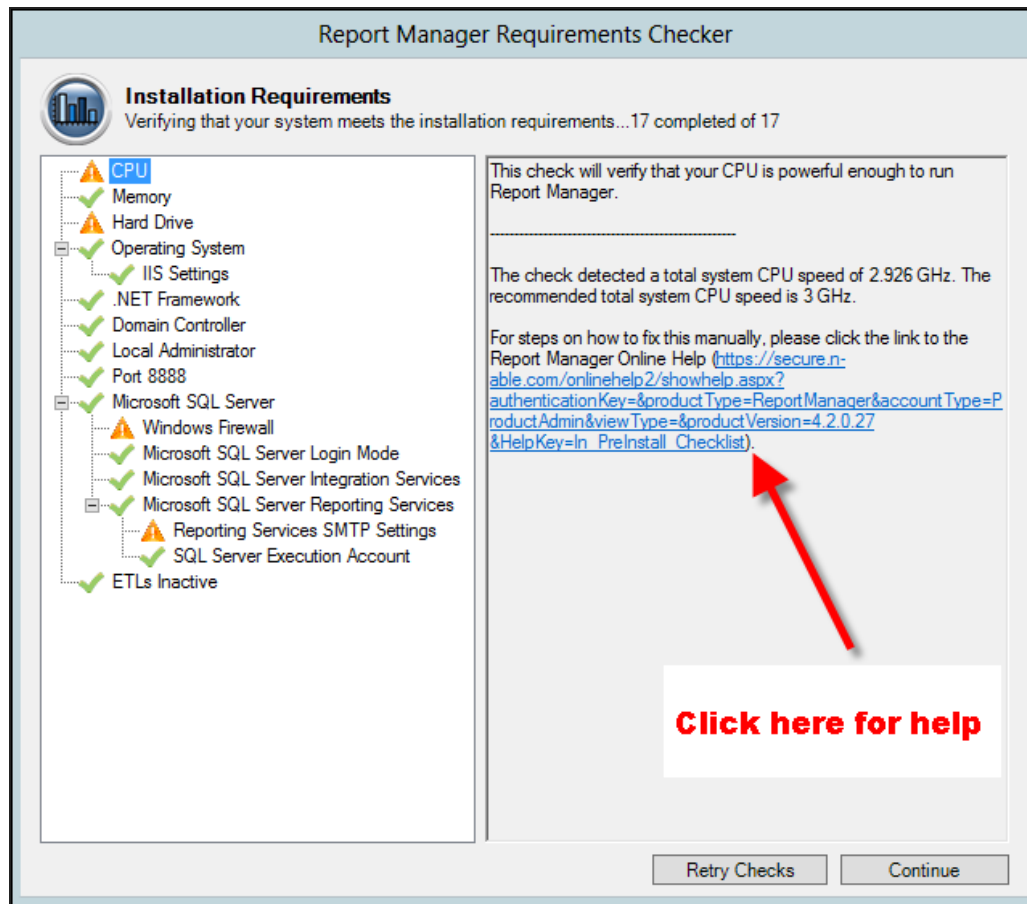 Report Manager Requirements Checker
Installation Requirements
Verifying that your system meets the installation requirements...17 completed of 17
CPU
Memory
Hard Drive
Operating System
IIS Settings
.NET Framework
Domain Controller
Local Administrator
Port 8888
Microsoft SQL Server
Windows Firewall
Microsoft SQL Server Login Mode
Microsoft SQL Server Integration Services
Microsoft SQL Server Reporting Services
Reporting Services SMTP Settings
SQL Server Execution Account
ETLs Inactive
This check will verify that your CPU is powerful enough to run
Report Manager.
--------------------------------------------------
The check detected a total system CPU speed of 2.926 GHz. The
recommended total system CPU speed is 3 GHz.
For steps on how to fix this manually, please click the link to the
Report Manager Online Help (https://secure.n-
able.com/onlinehelp2/showhelp.aspx?
authenticationKey=&productType=ReportManager&accountType=P
roductAdmin&viewType=&productVersion=4.2.0.27
&HelpKey=In_PreInstall_Checklist).
Click here for help
Retry Checks
Continue